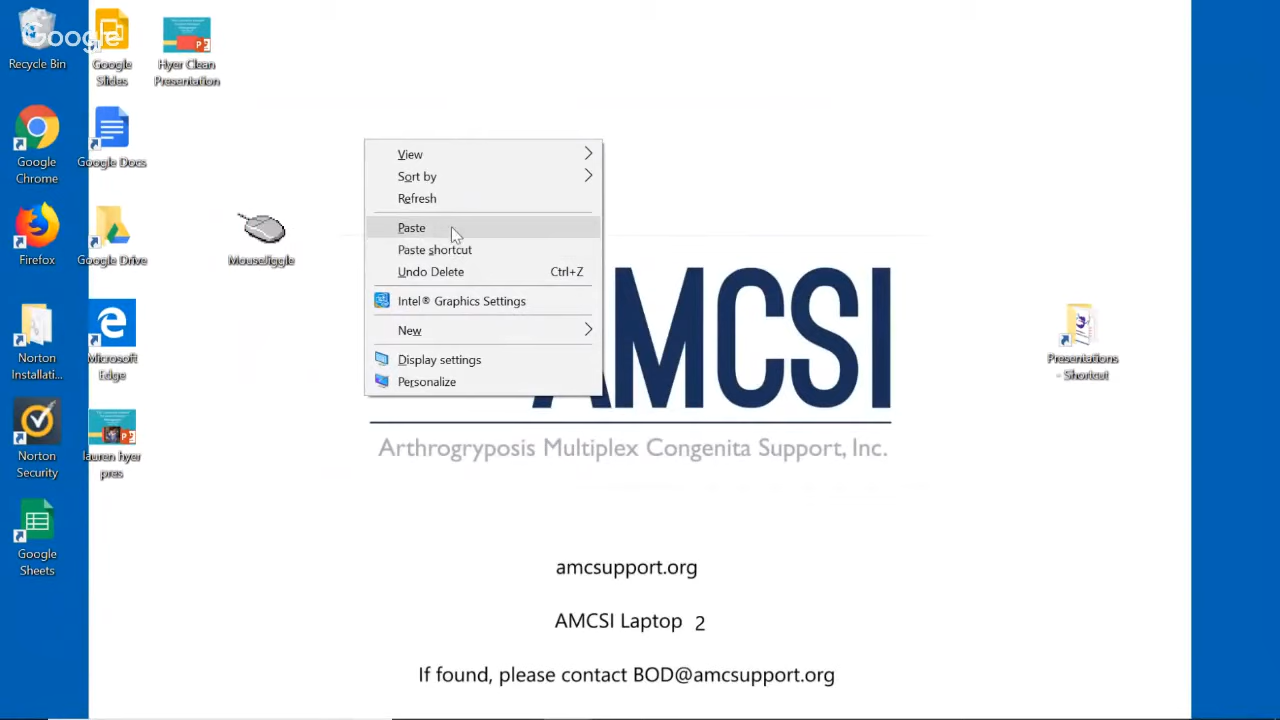 Google
Recycle Bin
Google
Slides
Hyer Clean
Presentation
Google
Chrome
Google Docs
Firefox
Google Drive
MouseJiggle
Norton
Installati...
Microsoft
Edge
Norton
Security
lauren hyer
pres
Google
Sheets
View
Sort by
Refresh
Paste
Paste shortcut
Undo Delete Ctrl+Z
Intel® Graphics Settings
New
Display settings
Personalize
AMCSI
Arthrogryposis Multiplex Congenita Support, Inc.
Presentations
- Shortcut
amcsupport.org
AMCSI Laptop 2
If found, please contact BOD@amcsupport.org